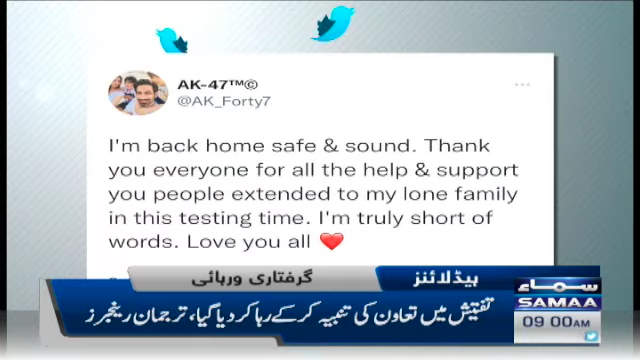 AK-47™©
@AK_Forty7
I'm back home safe & sound. Thank
you everyone for all the help & support
you people extended to my lone family
in this testing time. I'm truly short of
words. Love you all ❤️
گرفتاری ورہائی
ہیڈلائنز
تفتیش میں تعاون کی تنبیہ کر کے رہا کر دیا گیا، ترجمان رینجرز
سماء
SAMAA
09:00AM